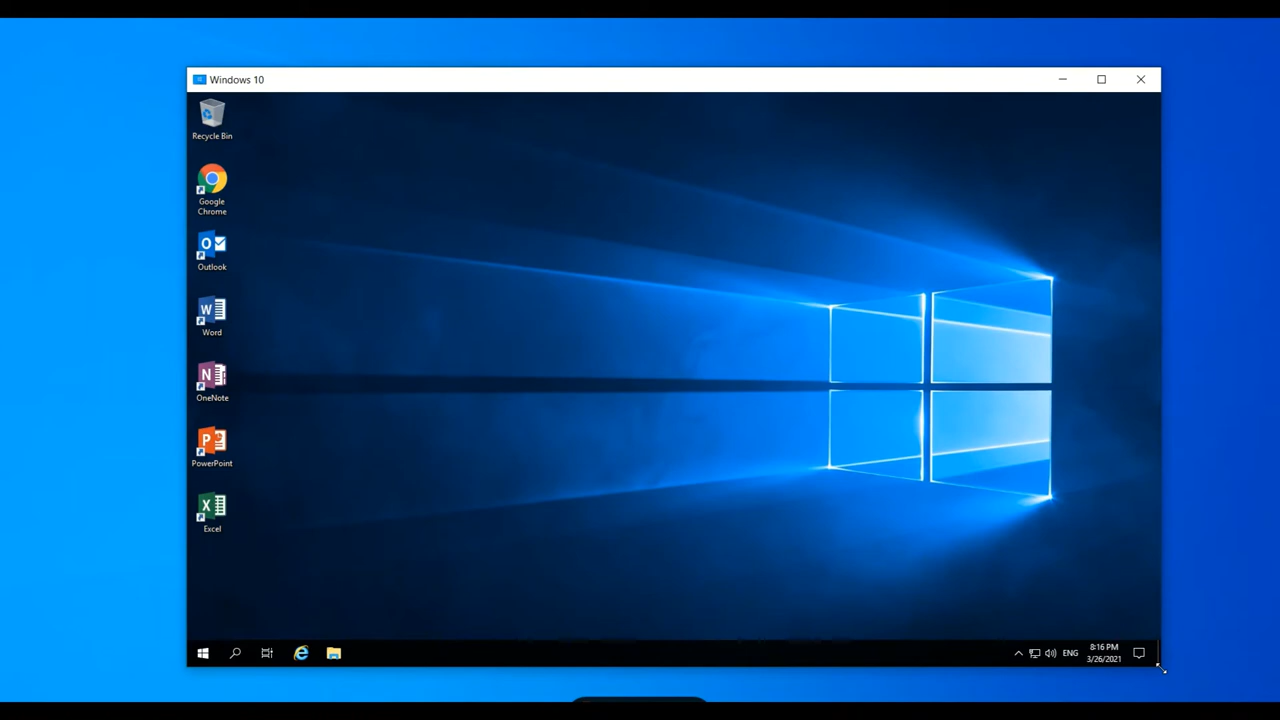 Windows 10
Recycle Bin
Google
Chrome
Outlook
Word
OneNote
PowerPoint
Excel
ENG
8:16 PM
3/26/2021